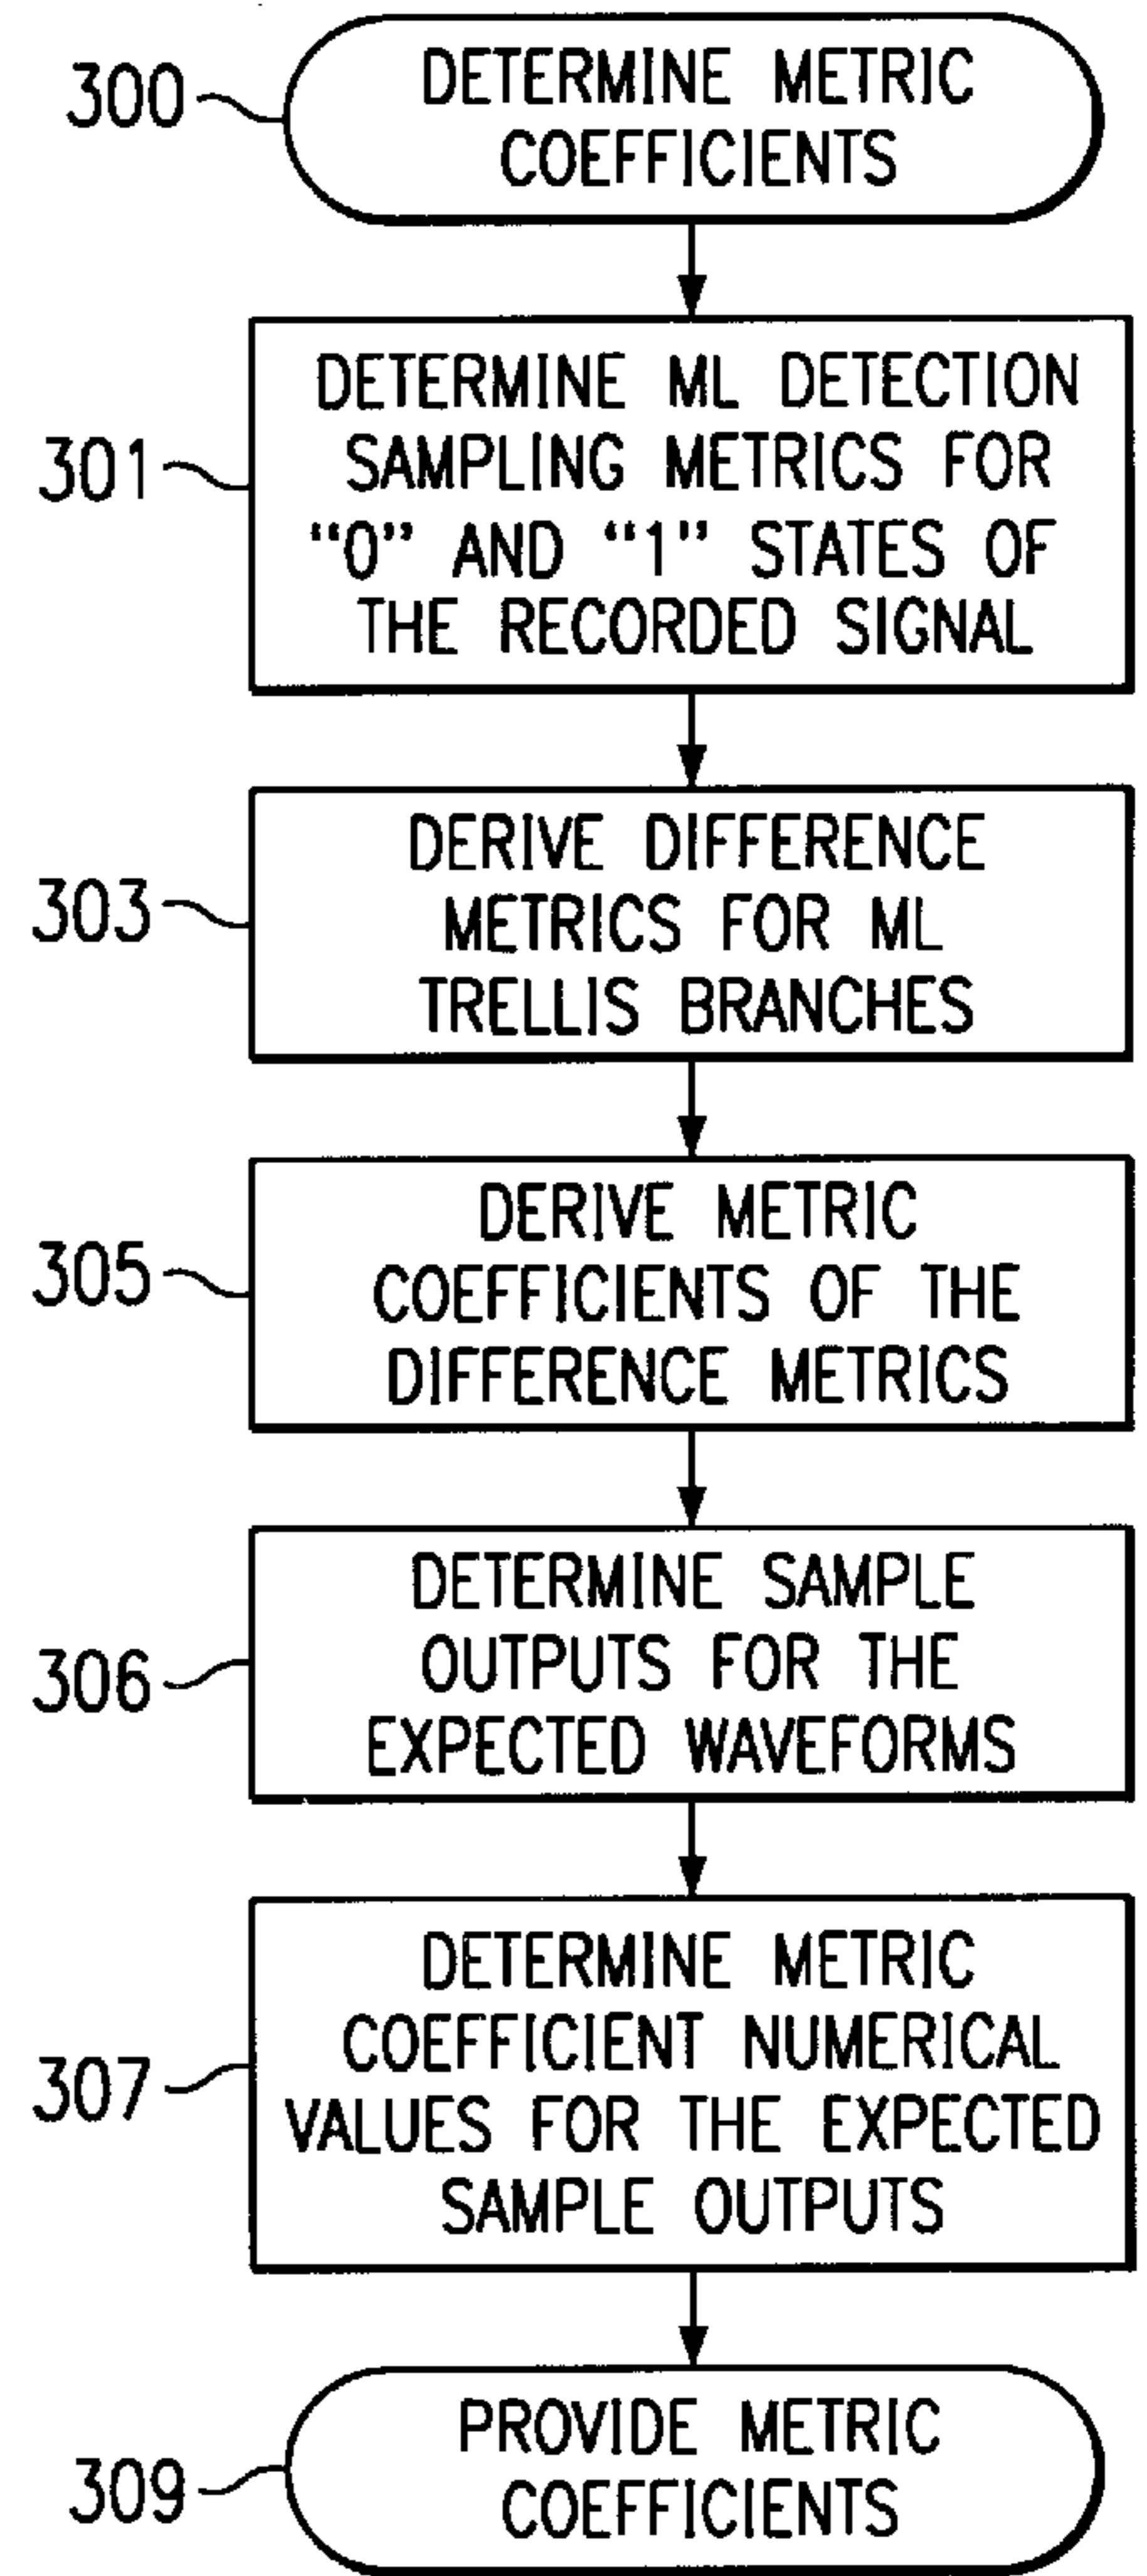 300
DETERMINE METRIC
COEFFICIENTS
301
DETERMINE ML DETECTION
SAMPLING METRICS FOR
“0” AND “1” STATES OF
THE RECORDED SIGNAL
303
DERIVE DIFFERENCE
METRICS FOR ML
TRELLIS BRANCHES
305
DERIVE METRIC
COEFFICIENTS OF THE
DIFFERENCE METRICS
306
DETERMINE SAMPLE
OUTPUTS FOR THE
EXPECTED WAVEFORMS
307
DETERMINE METRIC
COEFFICIENT NUMERICAL
VALUES FOR THE EXPECTED
SAMPLE OUTPUTS
309
PROVIDE METRIC
COEFFICIENTS